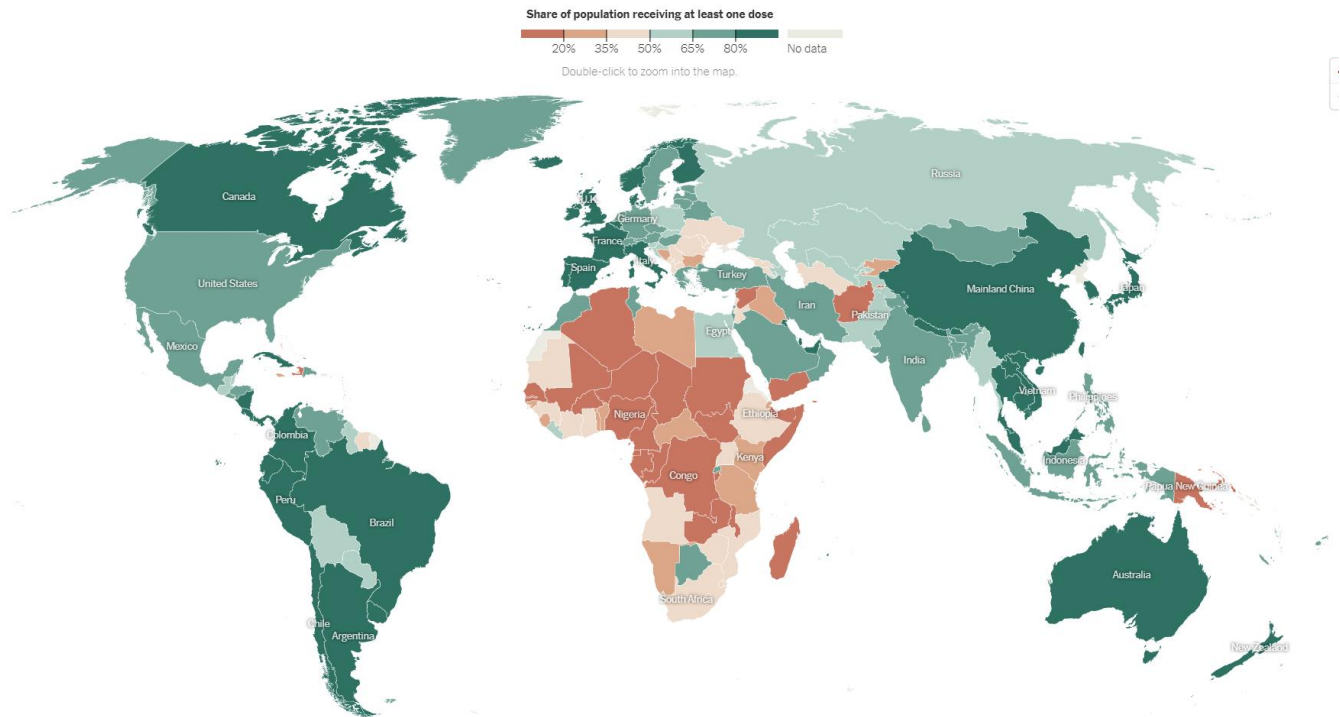 Share of population receiving at least one dose
20% 35% 50% 65% 80% No data
Double-click to zoom into the map.
Russia
Canada
U.K.
Germany
France
Italy
Spain
Turkey
United States
Mainland China
Japan
Iran
Pakistan
Egypt
Mexico
India
Vietnam
Philippines
Nigeria
Ethiopia
Colombia
Kenya
Indonesia
Congo
Papua New Guinea
Peru
Brazil
Australia
South Africa
Chile
Argentina
New Zealand